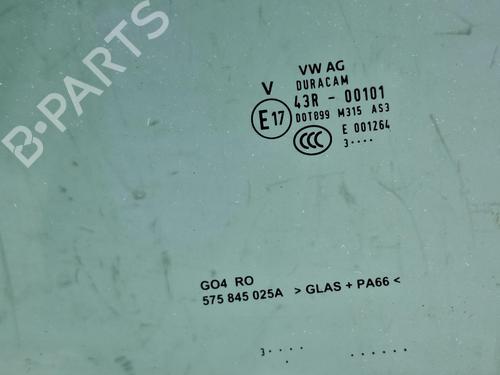 B-PARTS
VW AG
V DURACAM
43R - 00101
E17 DOT899 M315 AS3
CCC E 001264
3····
GO4 RO
575 845 025A > GLAS + PA66 <
3···· ······